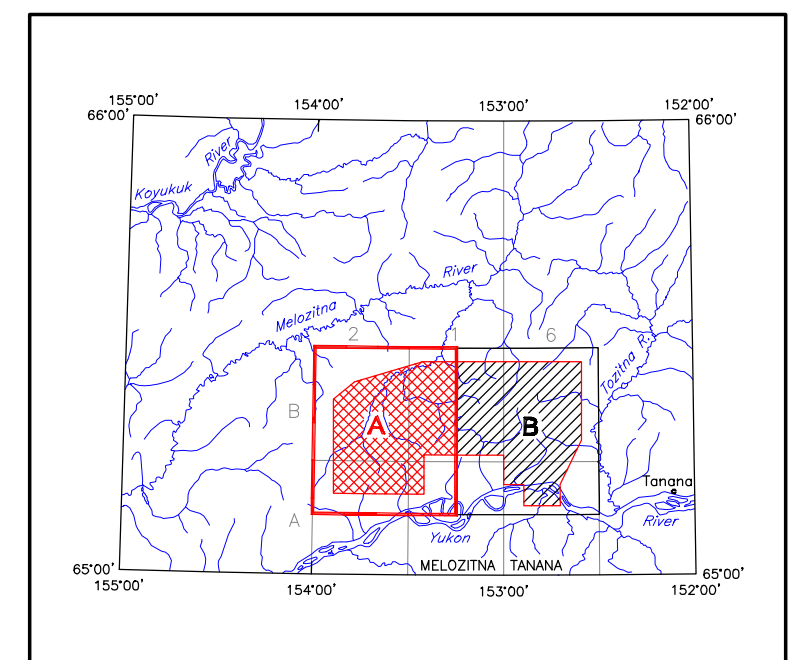 155°00'
154°00'
153°00'
152°00'
66°00'
66°00'
River
Koyukuk
River
Melozitna
2
1
6
Tozitna R.
B
A
B
Tanana
A
River
Yukon
MELOZITNA
TANANA
65°00'
65°00'
155°00'
154°00'
153°00'
152°00'